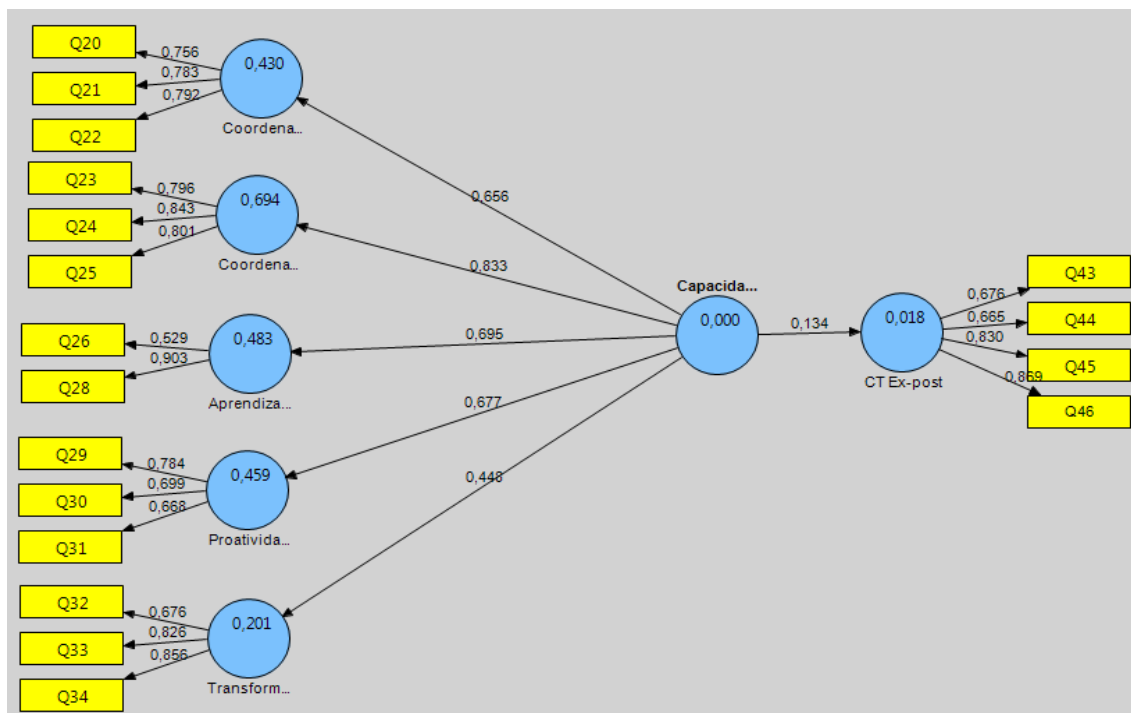 Q20
0,756
0,430
Q21
0,783
Q22
0,792
Coordena...
Q23
0,796
0,694
Q24
0,843
Q25
0,801
Coordena...
Q26
0,529
0,483
Q28
0,903
Aprendiza...
Q29
0,784
0,459
Q30
0,699
Q31
0,668
Proativida...
Q32
0,676
0,201
Q33
0,826
Q34
0,856
Transform...
0,656
0,833
0,695
0,677
0,448
Capacida...
0,000
0,134
0,018
CT Ex-post
0,676
Q43
0,665
Q44
0,830
Q45
0,869
Q46